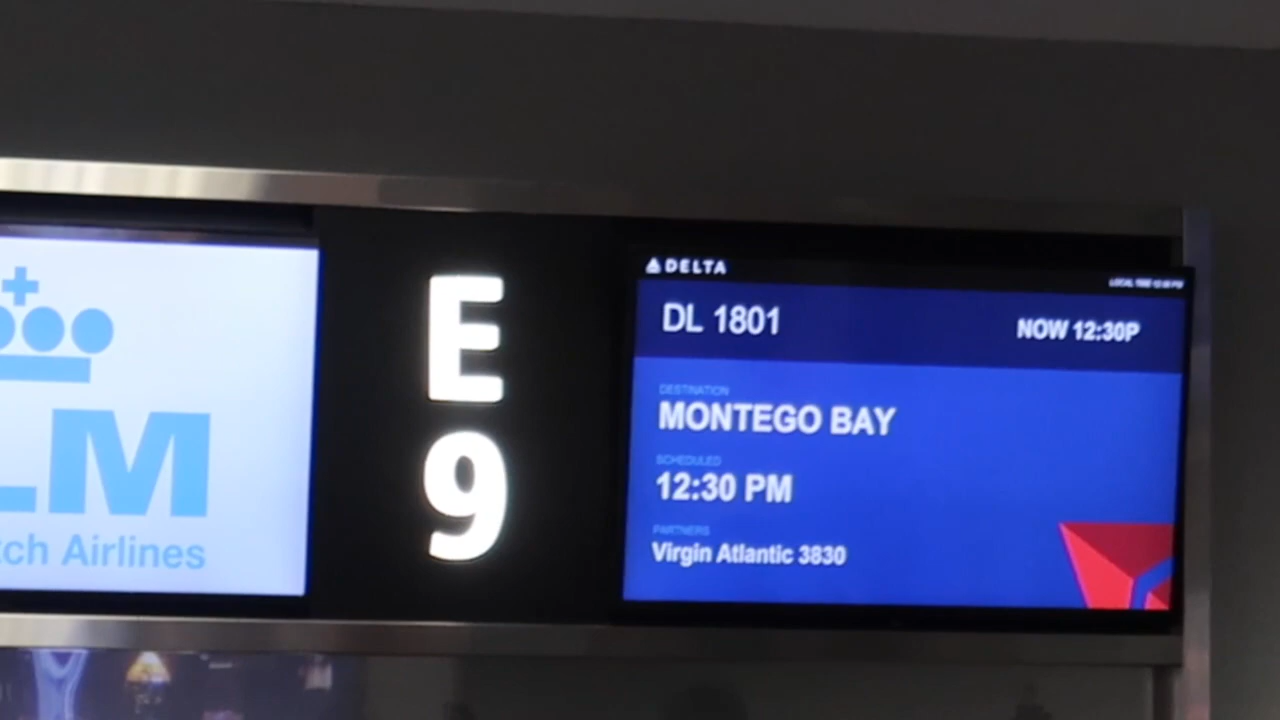 LM
tch Airlines
E
9
DELTA
DL 1801
NOW 12:30P
DESTINATION
MONTEGO BAY
SCHEDULED
12:30 PM
PARTNERS
Virgin Atlantic 3830